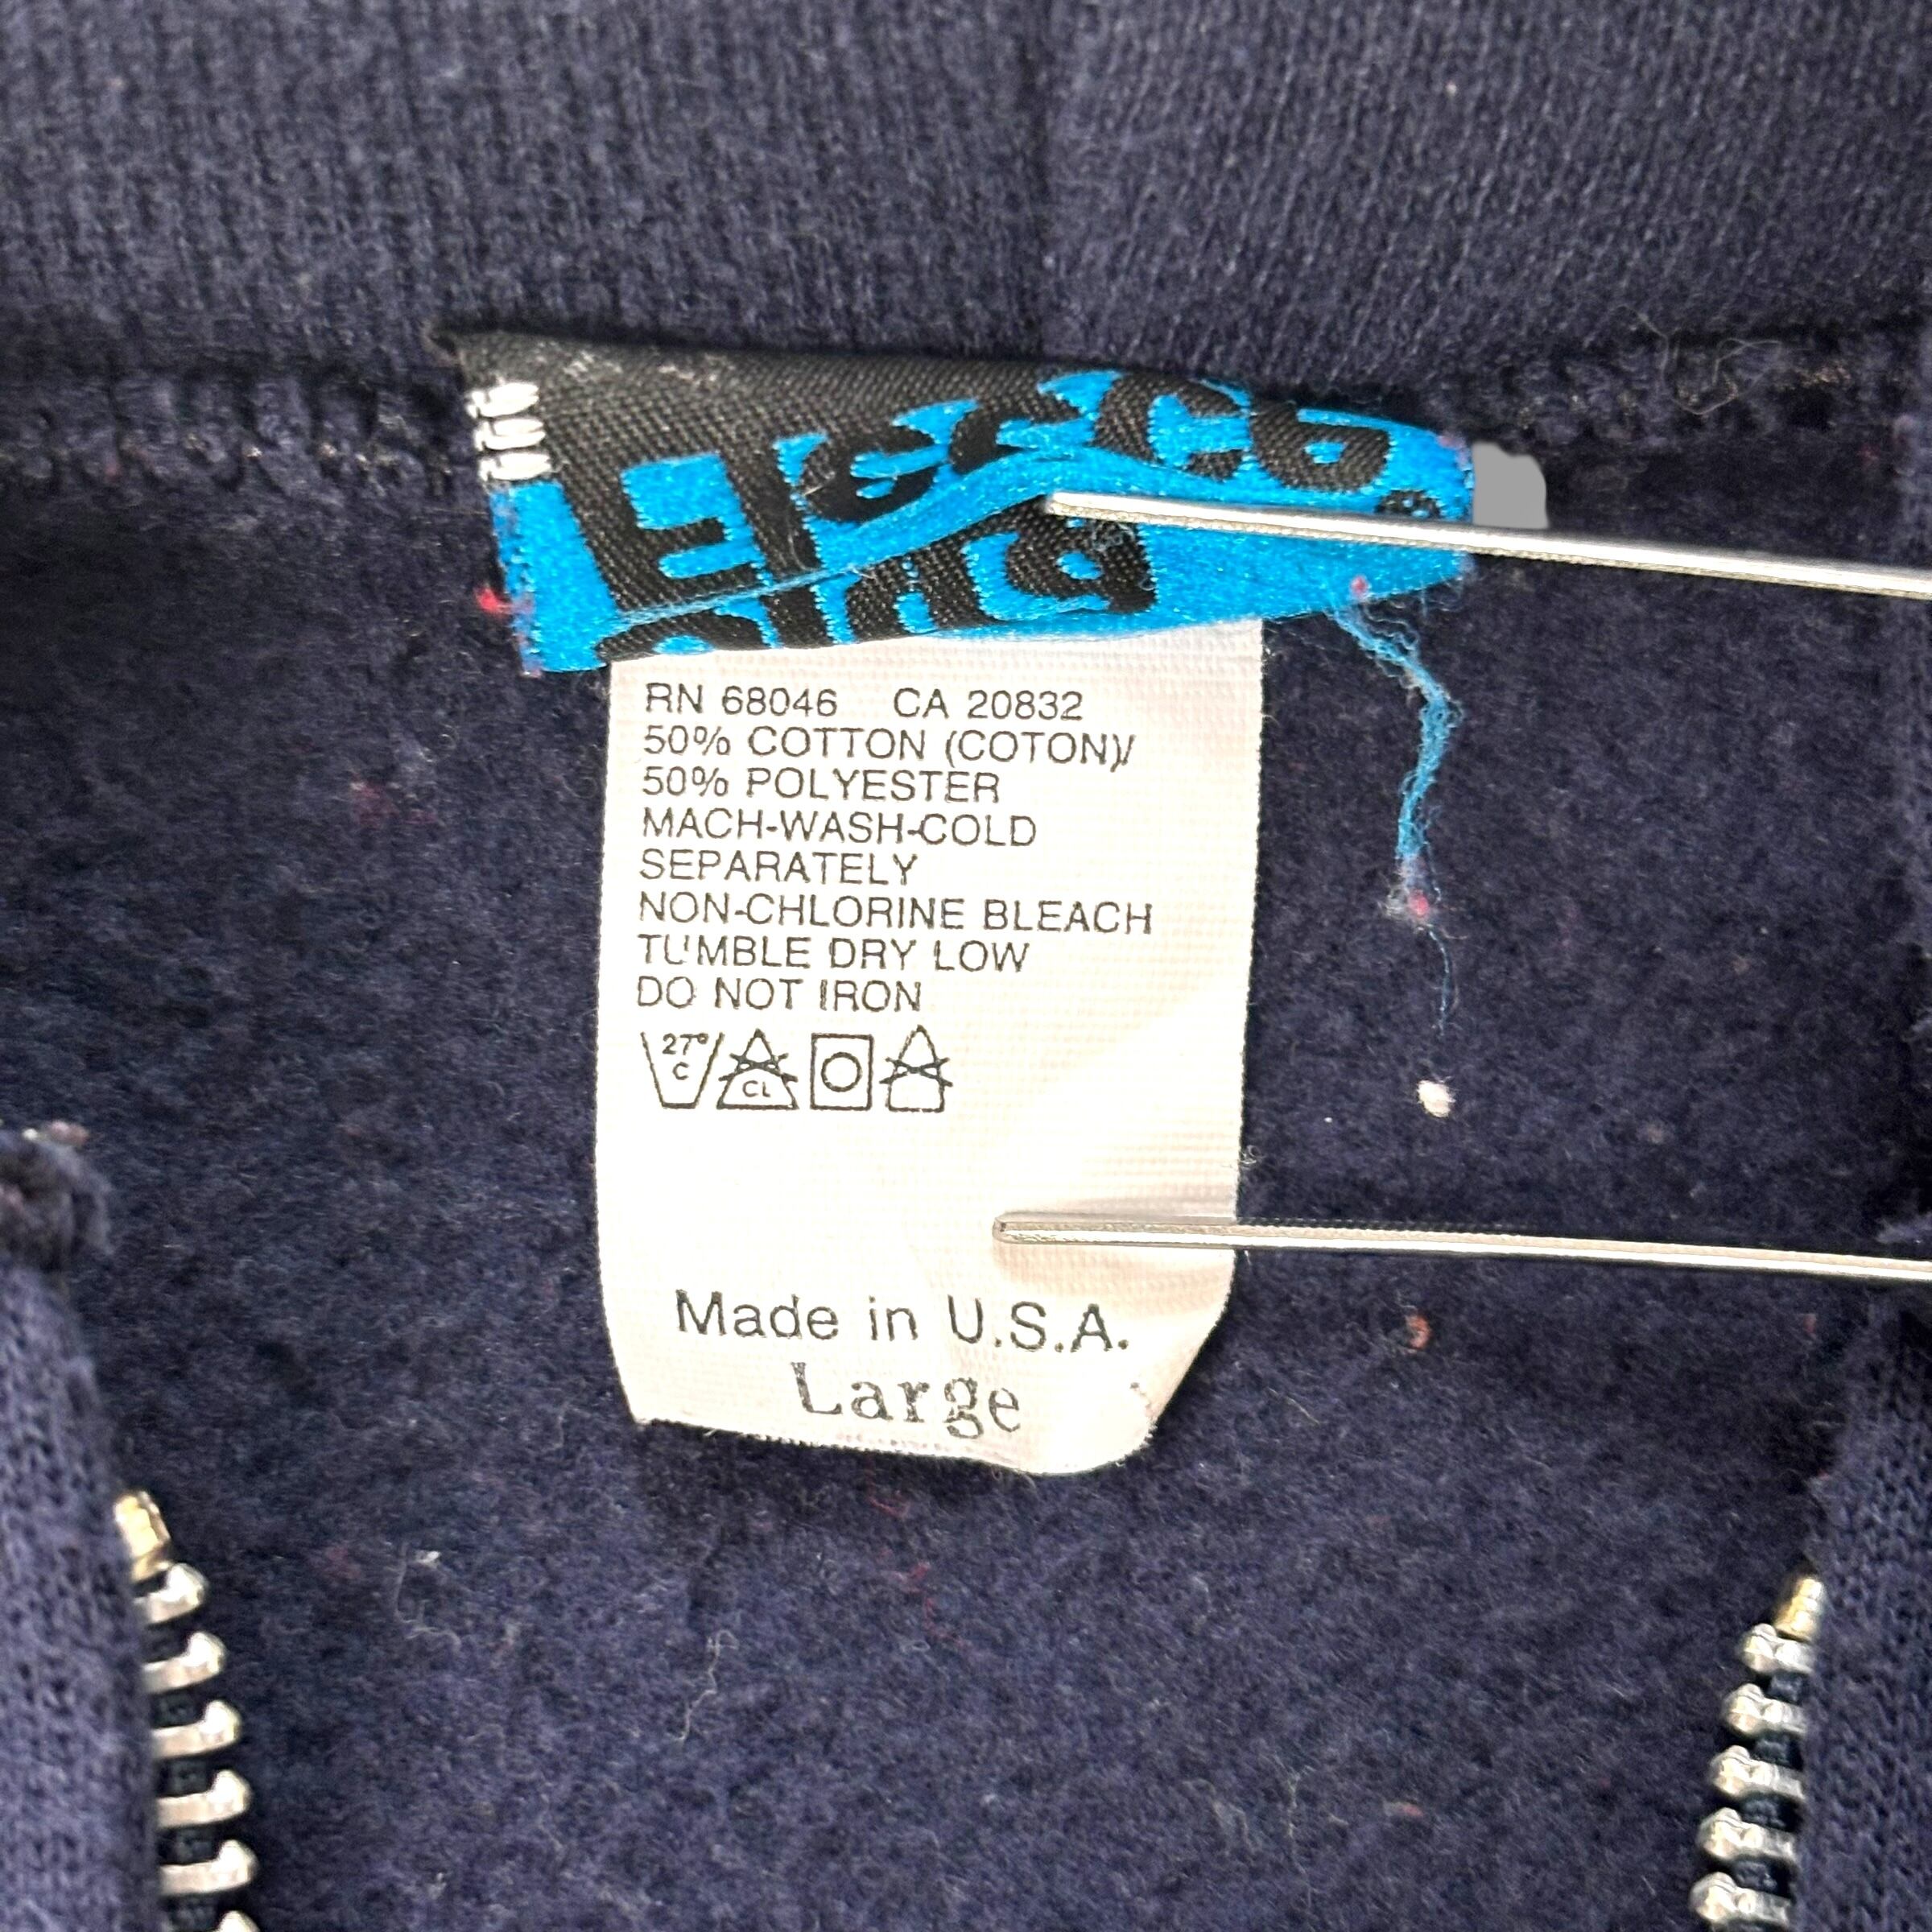 RN 68046 CA 20832
50% COTTON (COTON)/
50% POLYESTER
MACH-WASH-COLD
SEPARATELY
NON-CHLORINE BLEACH
TUMBLE DRY LOW
DO NOT IRON
27°
C
CL
Made in U.S.A.
Large